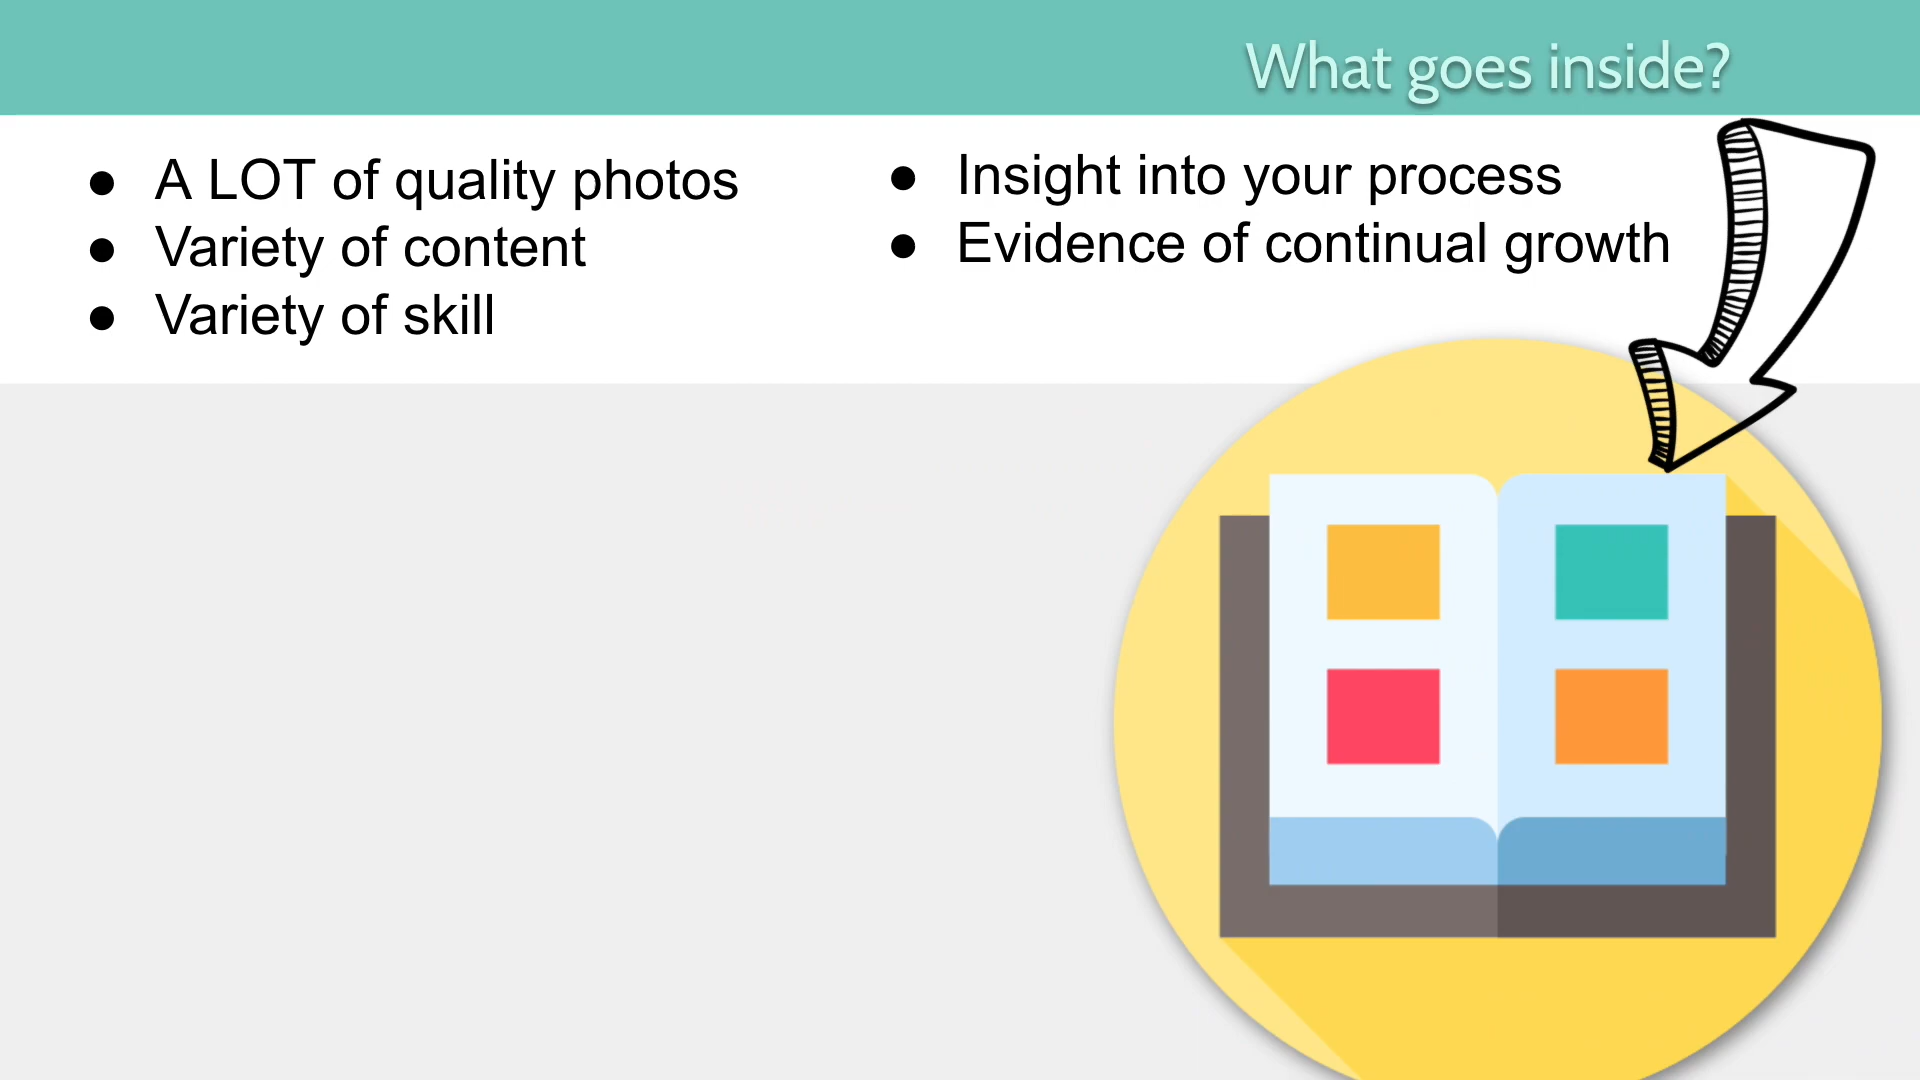 What goes inside?
● A LOT of quality photos
● Variety of content
● Variety of skill
● Insight into your process
● Evidence of continual growth